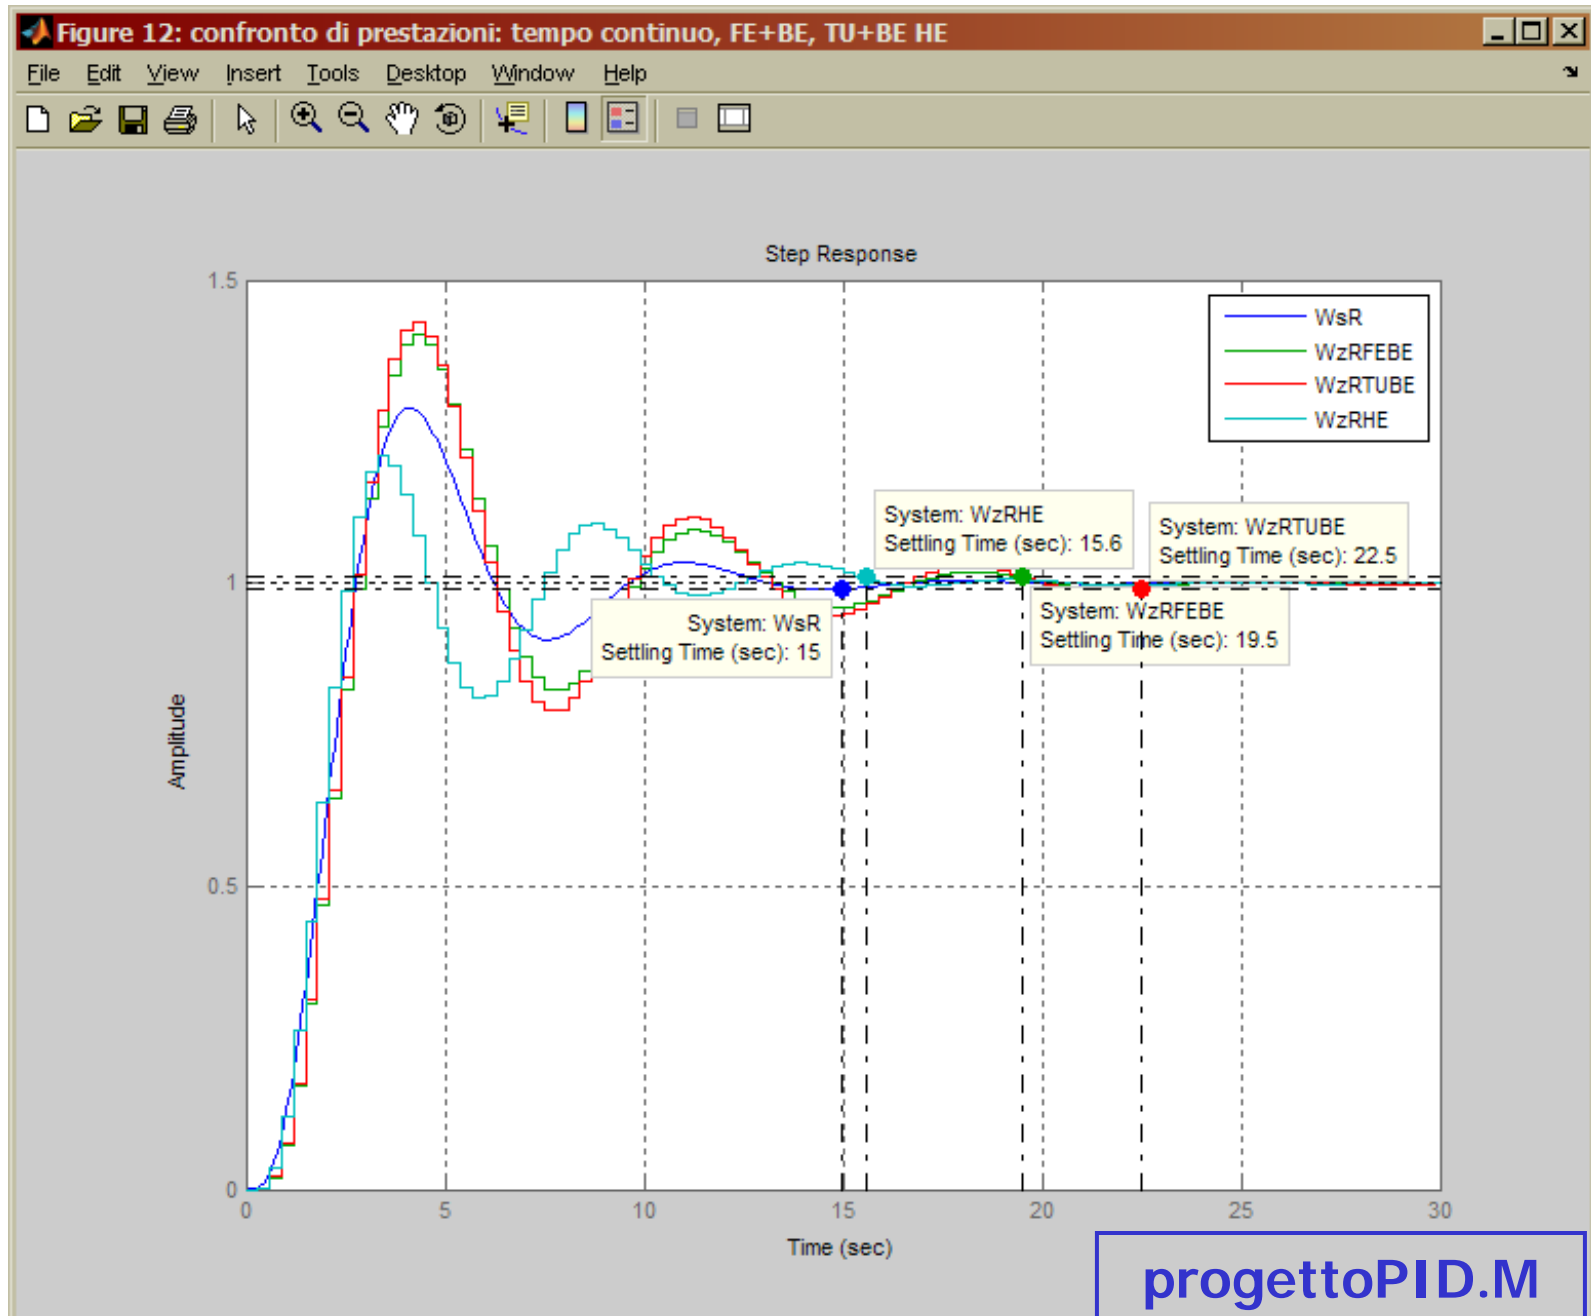 Figure 12: confronto di prestazioni: tempo continuo, FE+BE, TU+BE HE
File Edit View Insert Tools Desktop Window Help
Step Response
1.5
1
0.5
0
Amplitude
WsR
WzRFEBE
WzRTUBE
WzRHE
System: WzRHE
Settling Time (sec): 15.6
System: WzRTUBE
Settling Time (sec): 22.5
System: WsR
Settling Time (sec): 15
System: WzRFEBE
Settling Time (sec): 19.5
0 5 10 15 20 25 30
Time (sec)
progettoPID.M